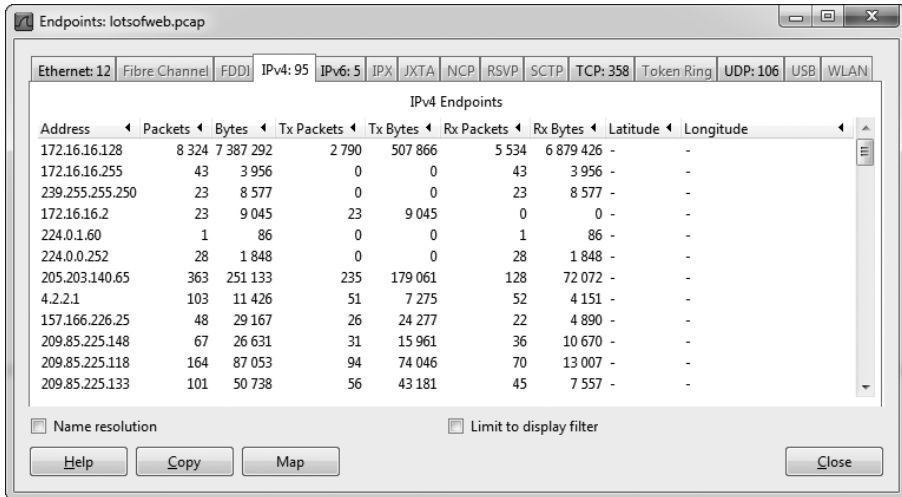 Endpoints: lotsofweb.pcap
Ethernet: 12 Fibre Channel FDDI IPv4: 95 IPv6: 5 IPX JXTA NCP RSVP SCTP TCP: 358 Token Ring UDP: 106 USB WLAN
IPv4 Endpoints
Address Packets Bytes Tx Packets Tx Bytes Rx Packets Rx Bytes Latitude Longitude
172.16.16.128 8 324 7 387 292 2 790 507 866 5 534 6 879 426 - -
172.16.16.255 43 3 956 0 0 43 3 956 - -
239.255.255.250 23 8 577 0 0 23 8 577 - -
172.16.16.2 23 9 045 23 9 045 0 0 - -
224.0.1.60 1 86 0 0 1 86 - -
224.0.0.252 28 1 848 0 0 28 1 848 - -
205.203.140.65 363 251 133 235 179 061 128 72 072 - -
4.2.2.1 103 11 426 51 7 275 52 4 151 - -
157.166.226.25 48 29 167 26 24 277 22 4 890 - -
209.85.225.148 67 26 631 31 15 961 36 10 670 - -
209.85.225.118 164 87 053 94 74 046 70 13 007 - -
209.85.225.133 101 50 738 56 43 181 45 7 557 - -
Name resolution Limit to display filter
Help Copy Map Close